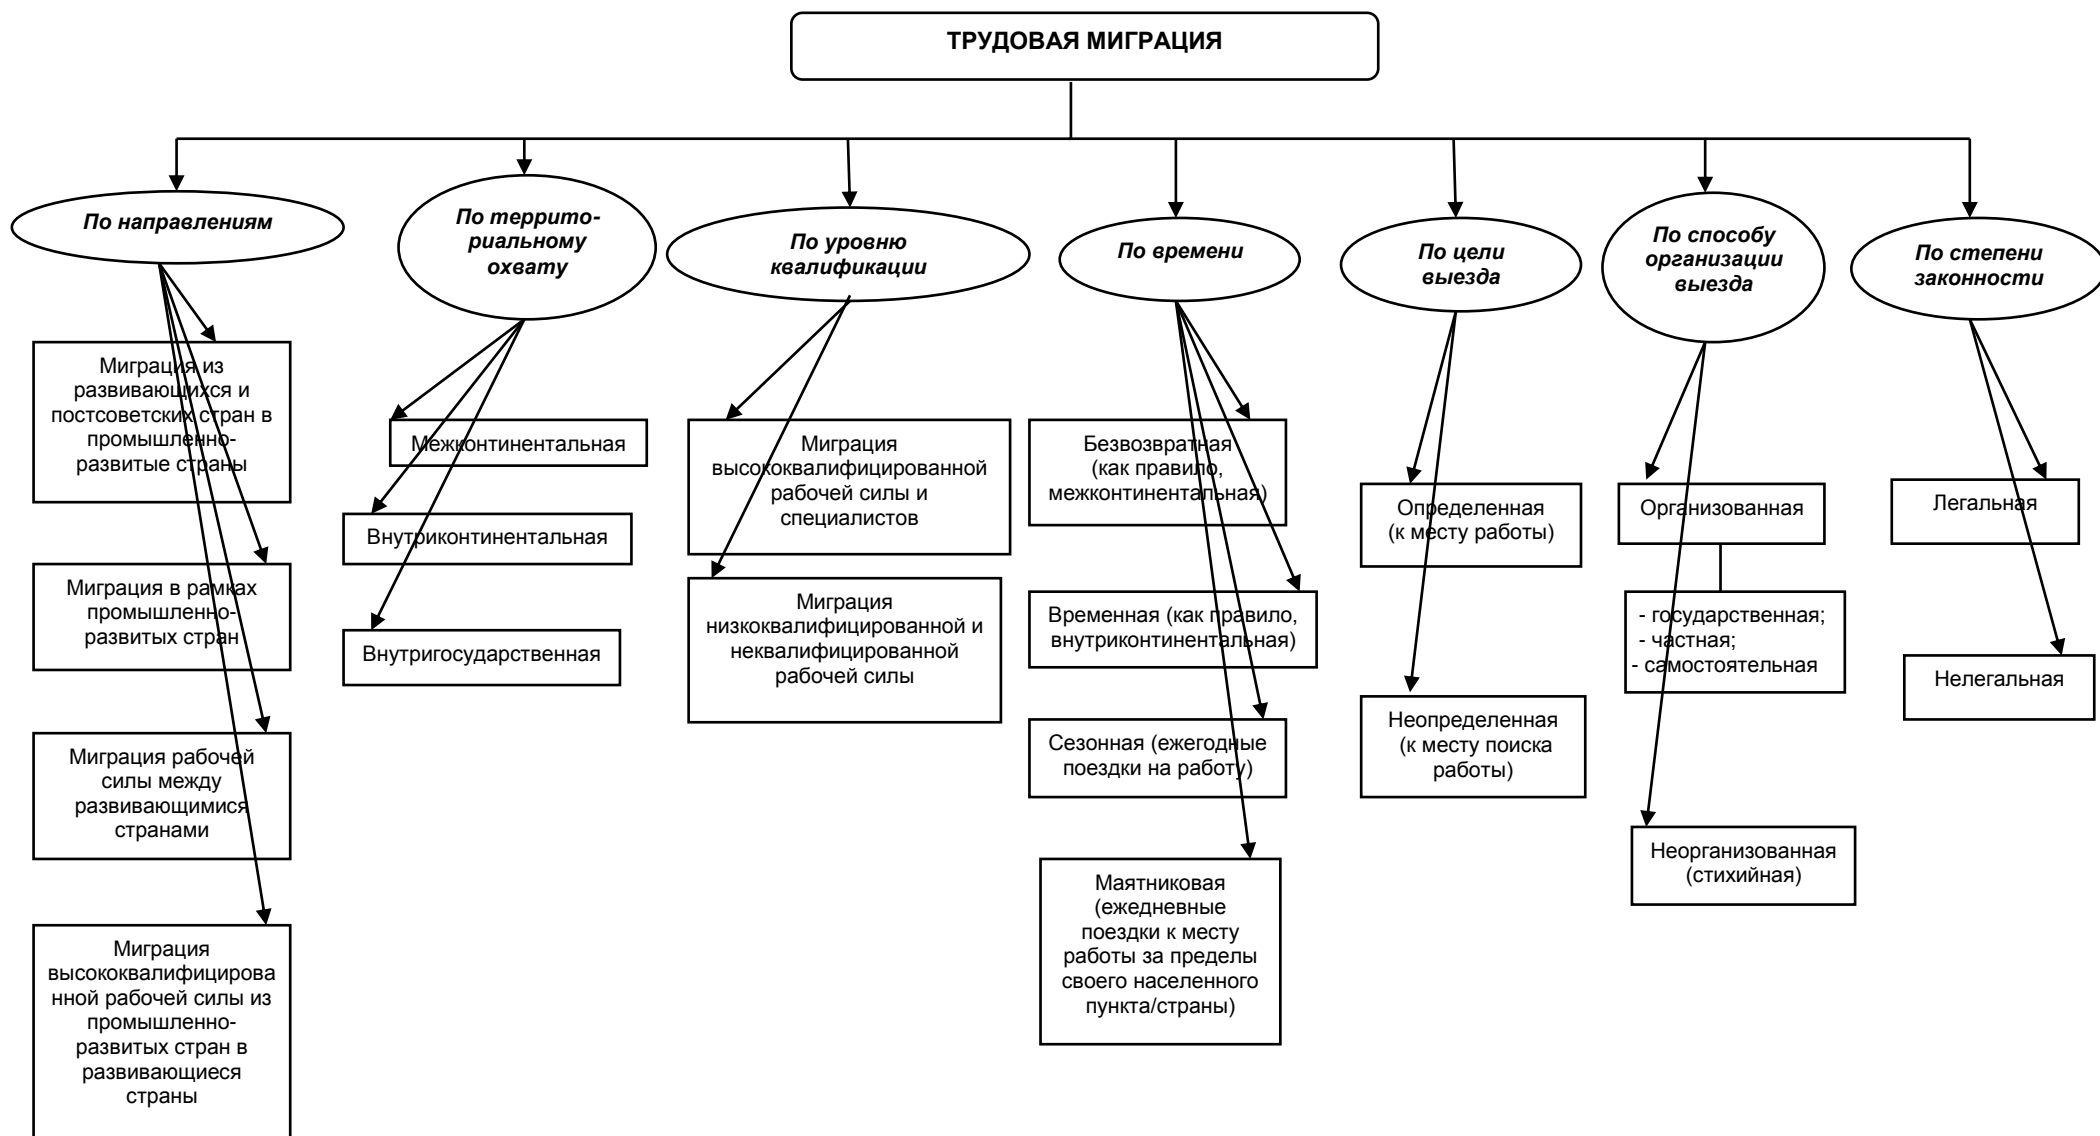 ТРУДОВАЯ МИГРАЦИЯ
По направлениям
Миграция из
развивающихся и
постсоветских стран в
промышленно-
развитые страны
Миграция в рамках
промышленно-
развитых стран
Миграция рабочей
силы между
развивающимися
странами
Миграция
высококвалифицирова
нной рабочей силы из
промышленно-
развитых стран в
развивающиеся
страны
По террито-
риальному
охвату
Межконтинентальная
Внутриконтинентальная
Внутригосударственная
По уровню
квалификации
Миграция
высококвалифицированной
рабочей силы и
специалистов
Миграция
низкоквалифицированной и
неквалифицированной
рабочей силы
По времени
Безвозвратная
(как правило,
межконтинентальная)
Временная (как правило,
внутриконтинентальная)
Сезонная (ежегодные
поездки на работу)
Маятниковая
(ежедневные
поездки к месту
работы за пределы
своего населенного
пункта/страны)
По цели
выезда
Определенная
(к месту работы)
Неопределенная
(к месту поиска
работы)
По способу
организации
выезда
Организованная
- государственная;
- частная;
- самостоятельная
Неорганизованная
(стихийная)
По степени
законности
Легальная
Нелегальная